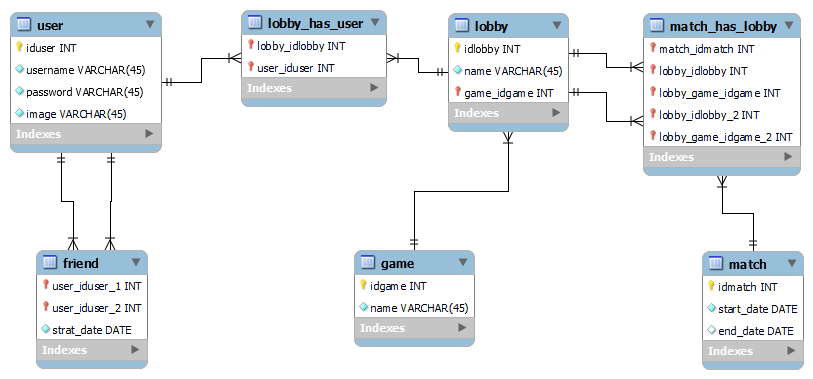 user
iduser INT
username VARCHAR(45)
password VARCHAR(45)
image VARCHAR(45)
Indexes
lobby_has_user
lobby_idlobby INT
user_iduser INT
Indexes
lobby
idlobby INT
name VARCHAR(45)
game_idgame INT
Indexes
match_has_lobby
match_idmatch INT
lobby_idlobby INT
lobby_game_idgame INT
lobby_idlobby_2 INT
lobby_game_idgame_2 INT
Indexes
friend
user_iduser_1 INT
user_iduser_2 INT
strat_date DATE
Indexes
game
idgame INT
name VARCHAR(45)
Indexes
match
idmatch INT
start_date DATE
end_date DATE
Indexes